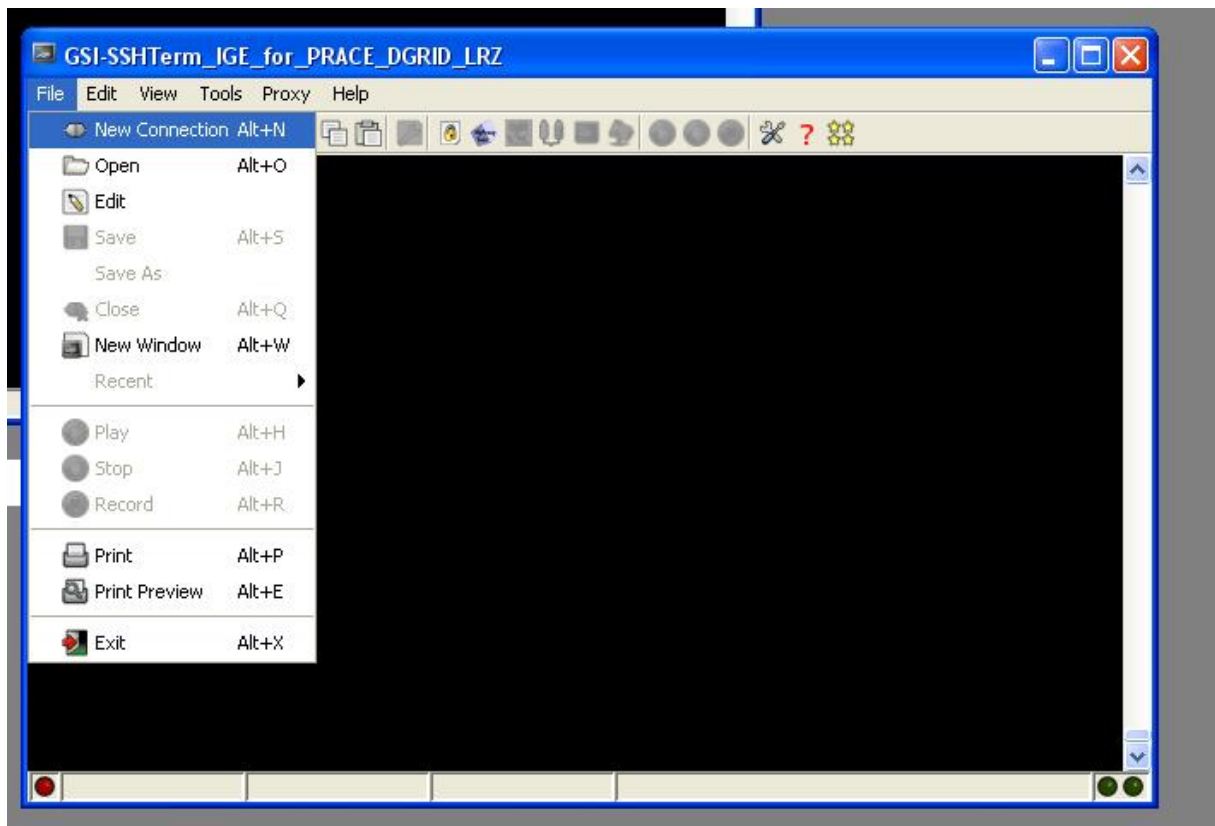 GSI-SSHTerm_IGE_for_PRACE_DGRID_LRZ
File Edit View Tools Proxy Help
New Connection Alt+N
Open Alt+O
Edit
Save Alt+S
Save As
Close Alt+Q
New Window Alt+W
Recent
Play Alt+H
Stop Alt+J
Record Alt+R
Print Alt+P
Print Preview Alt+E
Exit Alt+X